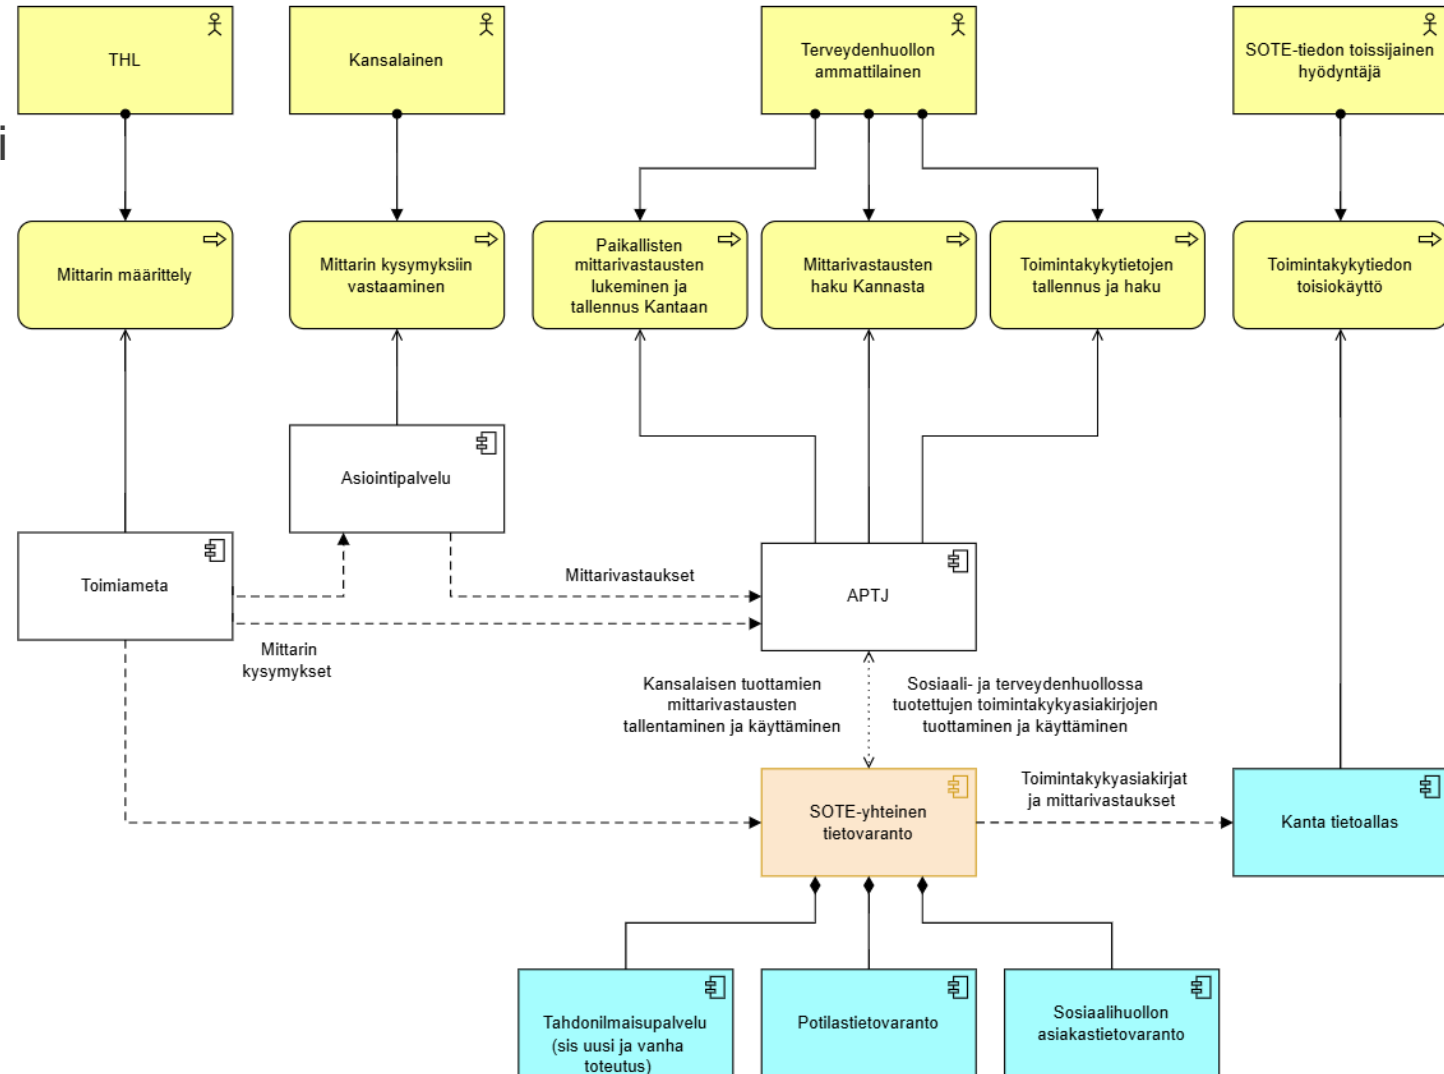 THL
Kansalainen
Terveydenhuollon
ammattilainen
SOTE-tiedon toissijainen
hyödyntäjä
i
Mittarin määrittely
Mittarin kysymyksiin
vastaaminen
Paikallisten
mittarivastausten
lukeminen ja
tallennus Kantaan
Mittarivastausten
haku Kannasta
Toimintakykytietojen
tallennus ja haku
Toimintakykytiedon
toisiokäyttö
Asiointipalvelu
Toimiameta
Mittarivastaukset
APTJ
Mittarin
kysymykset
Kansalaisen tuottamien
mittarivastausten
tallentaminen ja käyttäminen
Sosiaali- ja terveydenhuollossa
tuotettujen toimintakykyasiakirjojen
tuottaminen ja käyttäminen
SOTE-yhteinen
tietovaranto
Toimintakykyasiakirjat
ja mittarivastaukset
Kanta tietoallas
Tahdonilmaisupalvelu
(sis uusi ja vanha
toteutus)
Potilastietovaranto
Sosiaalihuollon
asiakastietovaranto